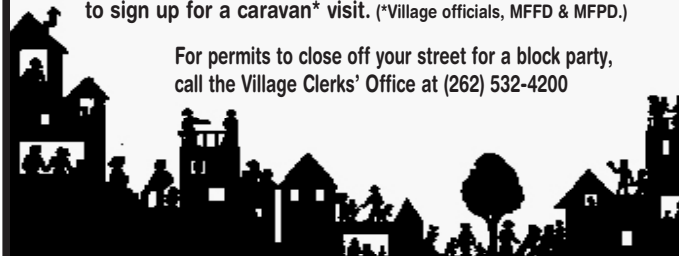 to sign up for a caravan* visit. (*Village officials, MFFD & MFPD.)
For permits to close off your street for a block party,
call the Village Clerks’ Office at (262) 532-4200